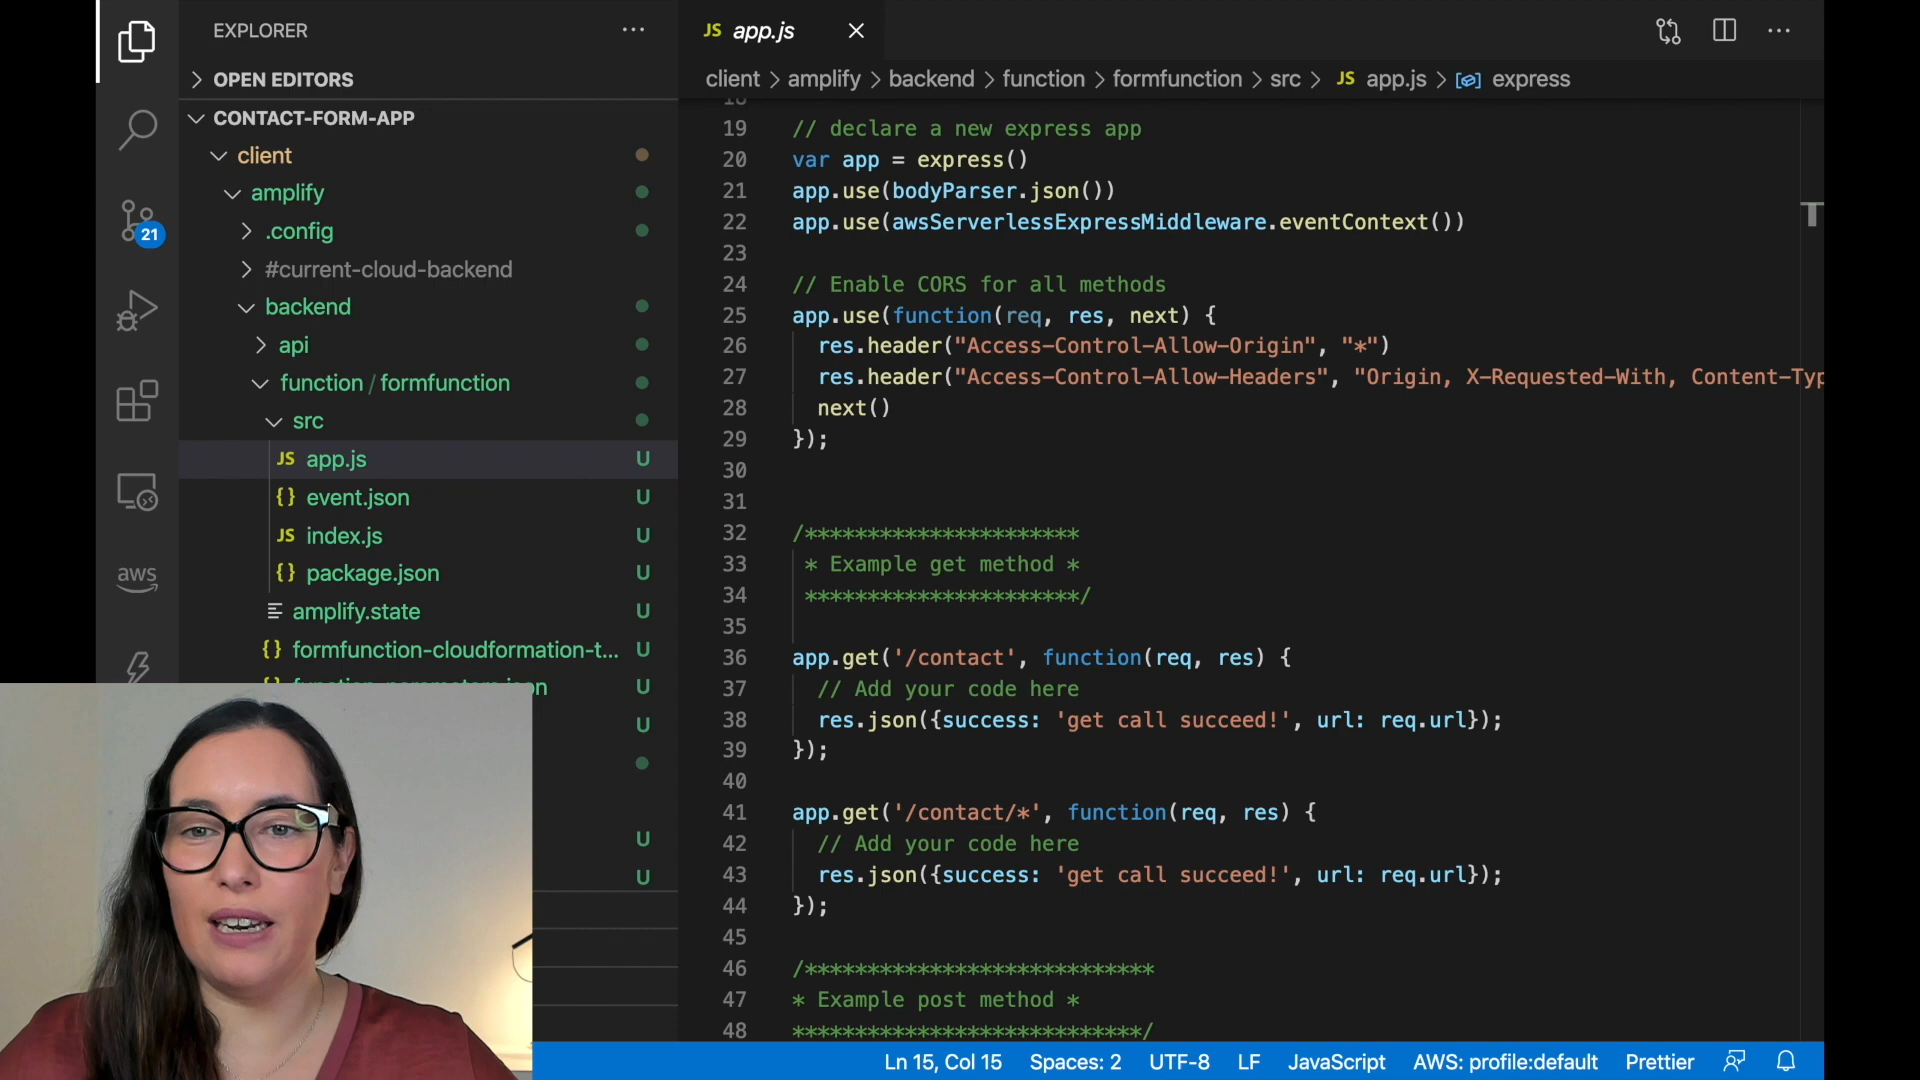 EXPLORER
OPEN EDITORS
CONTACT-FORM-APP
client
amplify
.config
#current-cloud-backend
backend
api
function / formfunction
src
JS app.js U
{} event.json U
JS index.js U
{} package.json U
amplify.state U
{} formfunction-cloudformation-t... U
U
U
U
U
21
aws
JS app.js
client > amplify > backend > function > formfunction > src > JS app.js > express
19 // declare a new express app
20 var app = express()
21 app.use(bodyParser.json())
22 app.use(awsServerlessExpressMiddleware.eventContext())
23
24 // Enable CORS for all methods
25 app.use(function(req, res, next) {
26 res.header("Access-Control-Allow-Origin", "*")
27 res.header("Access-Control-Allow-Headers", "Origin, X-Requested-With, Content-Typ
28 next()
29 });
30
31
32 /**********************
33 * Example get method *
34 **********************/
35
36 app.get('/contact', function(req, res) {
37 // Add your code here
38 res.json({success: 'get call succeed!', url: req.url});
39 });
40
41 app.get('/contact/*', function(req, res) {
42 // Add your code here
43 res.json({success: 'get call succeed!', url: req.url});
44 });
45
46 /****************************
47 * Example post method *
48 ****************************/
Ln 15, Col 15 Spaces: 2 UTF-8 LF JavaScript AWS: profile:default Prettier